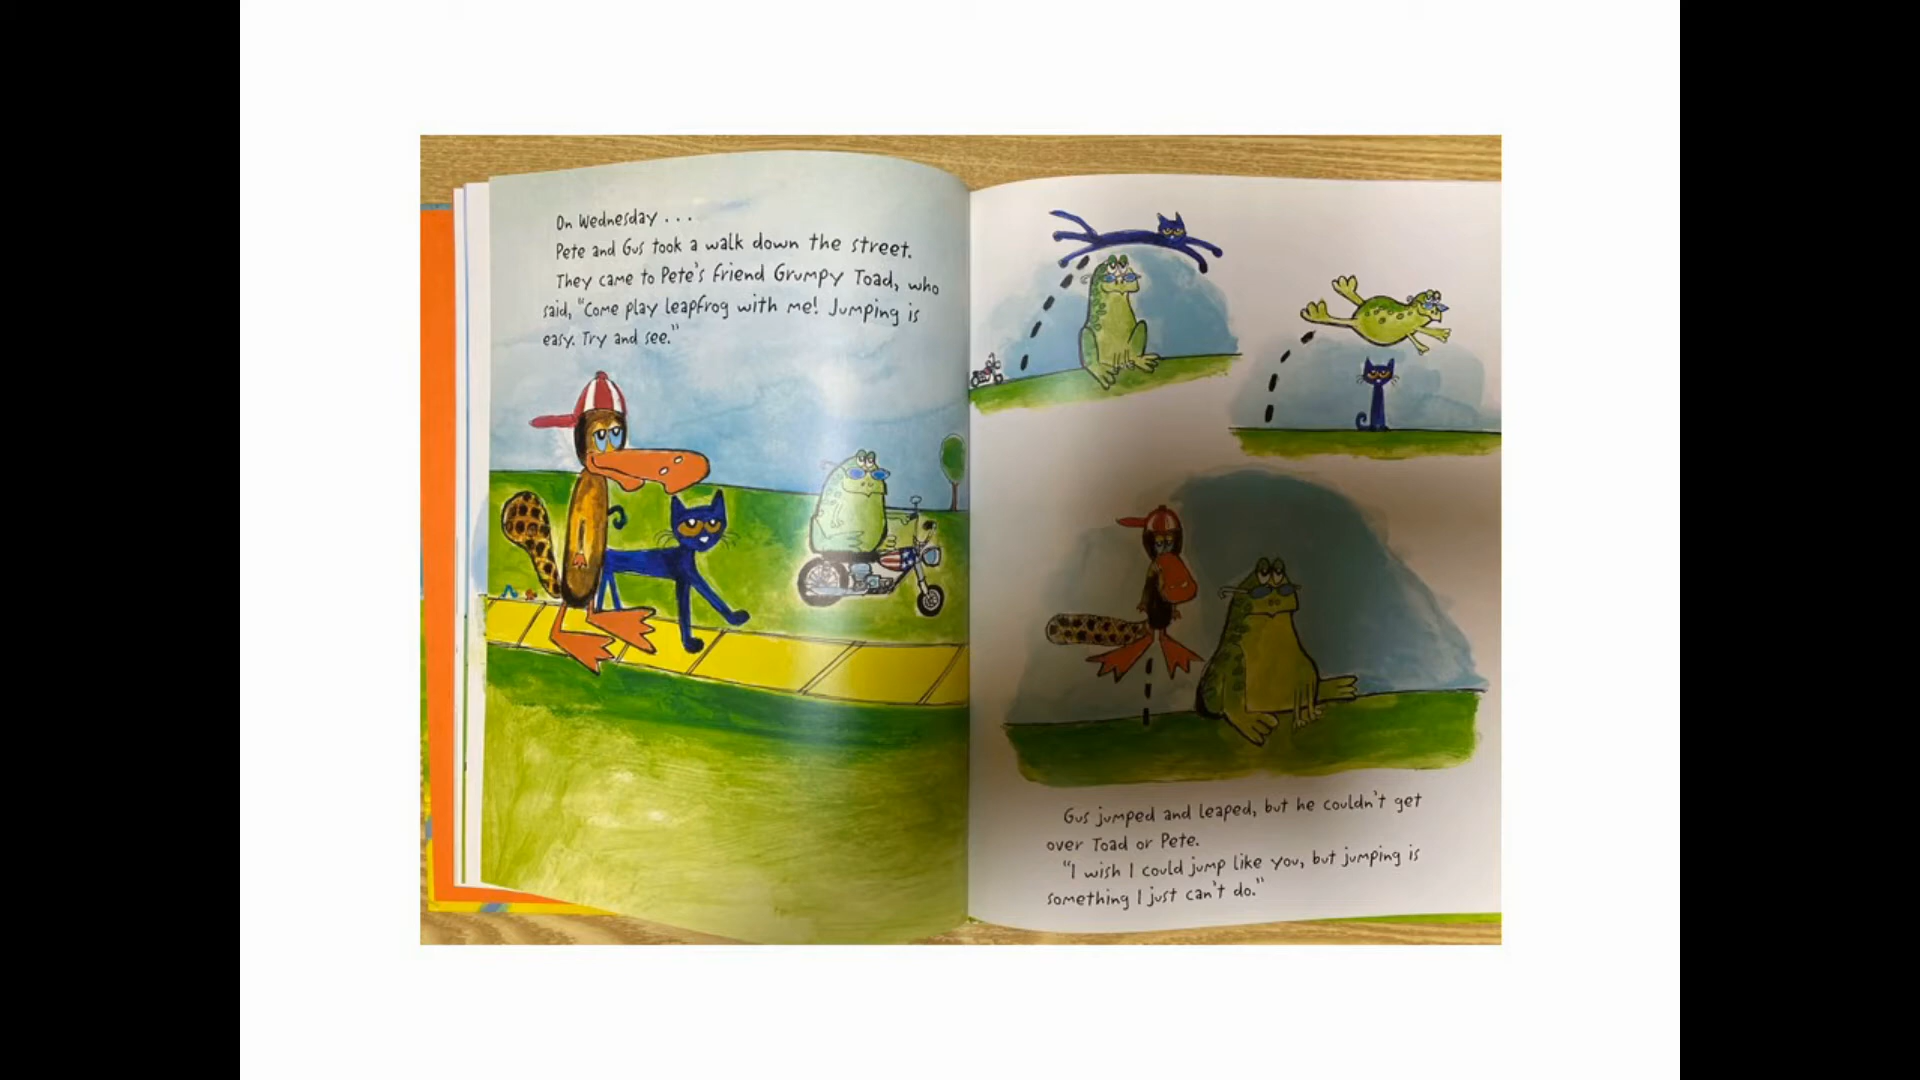 On Wednesday . . .
Pete and Gus took a walk down the street.
They came to Pete's friend Grumpy Toad, who
said, "Come play leapfrog with me! Jumping is
easy. Try and see."
Gus jumped and leaped, but he couldn't get
over Toad or Pete.
"I wish I could jump like you, but jumping is
something I just can't do."